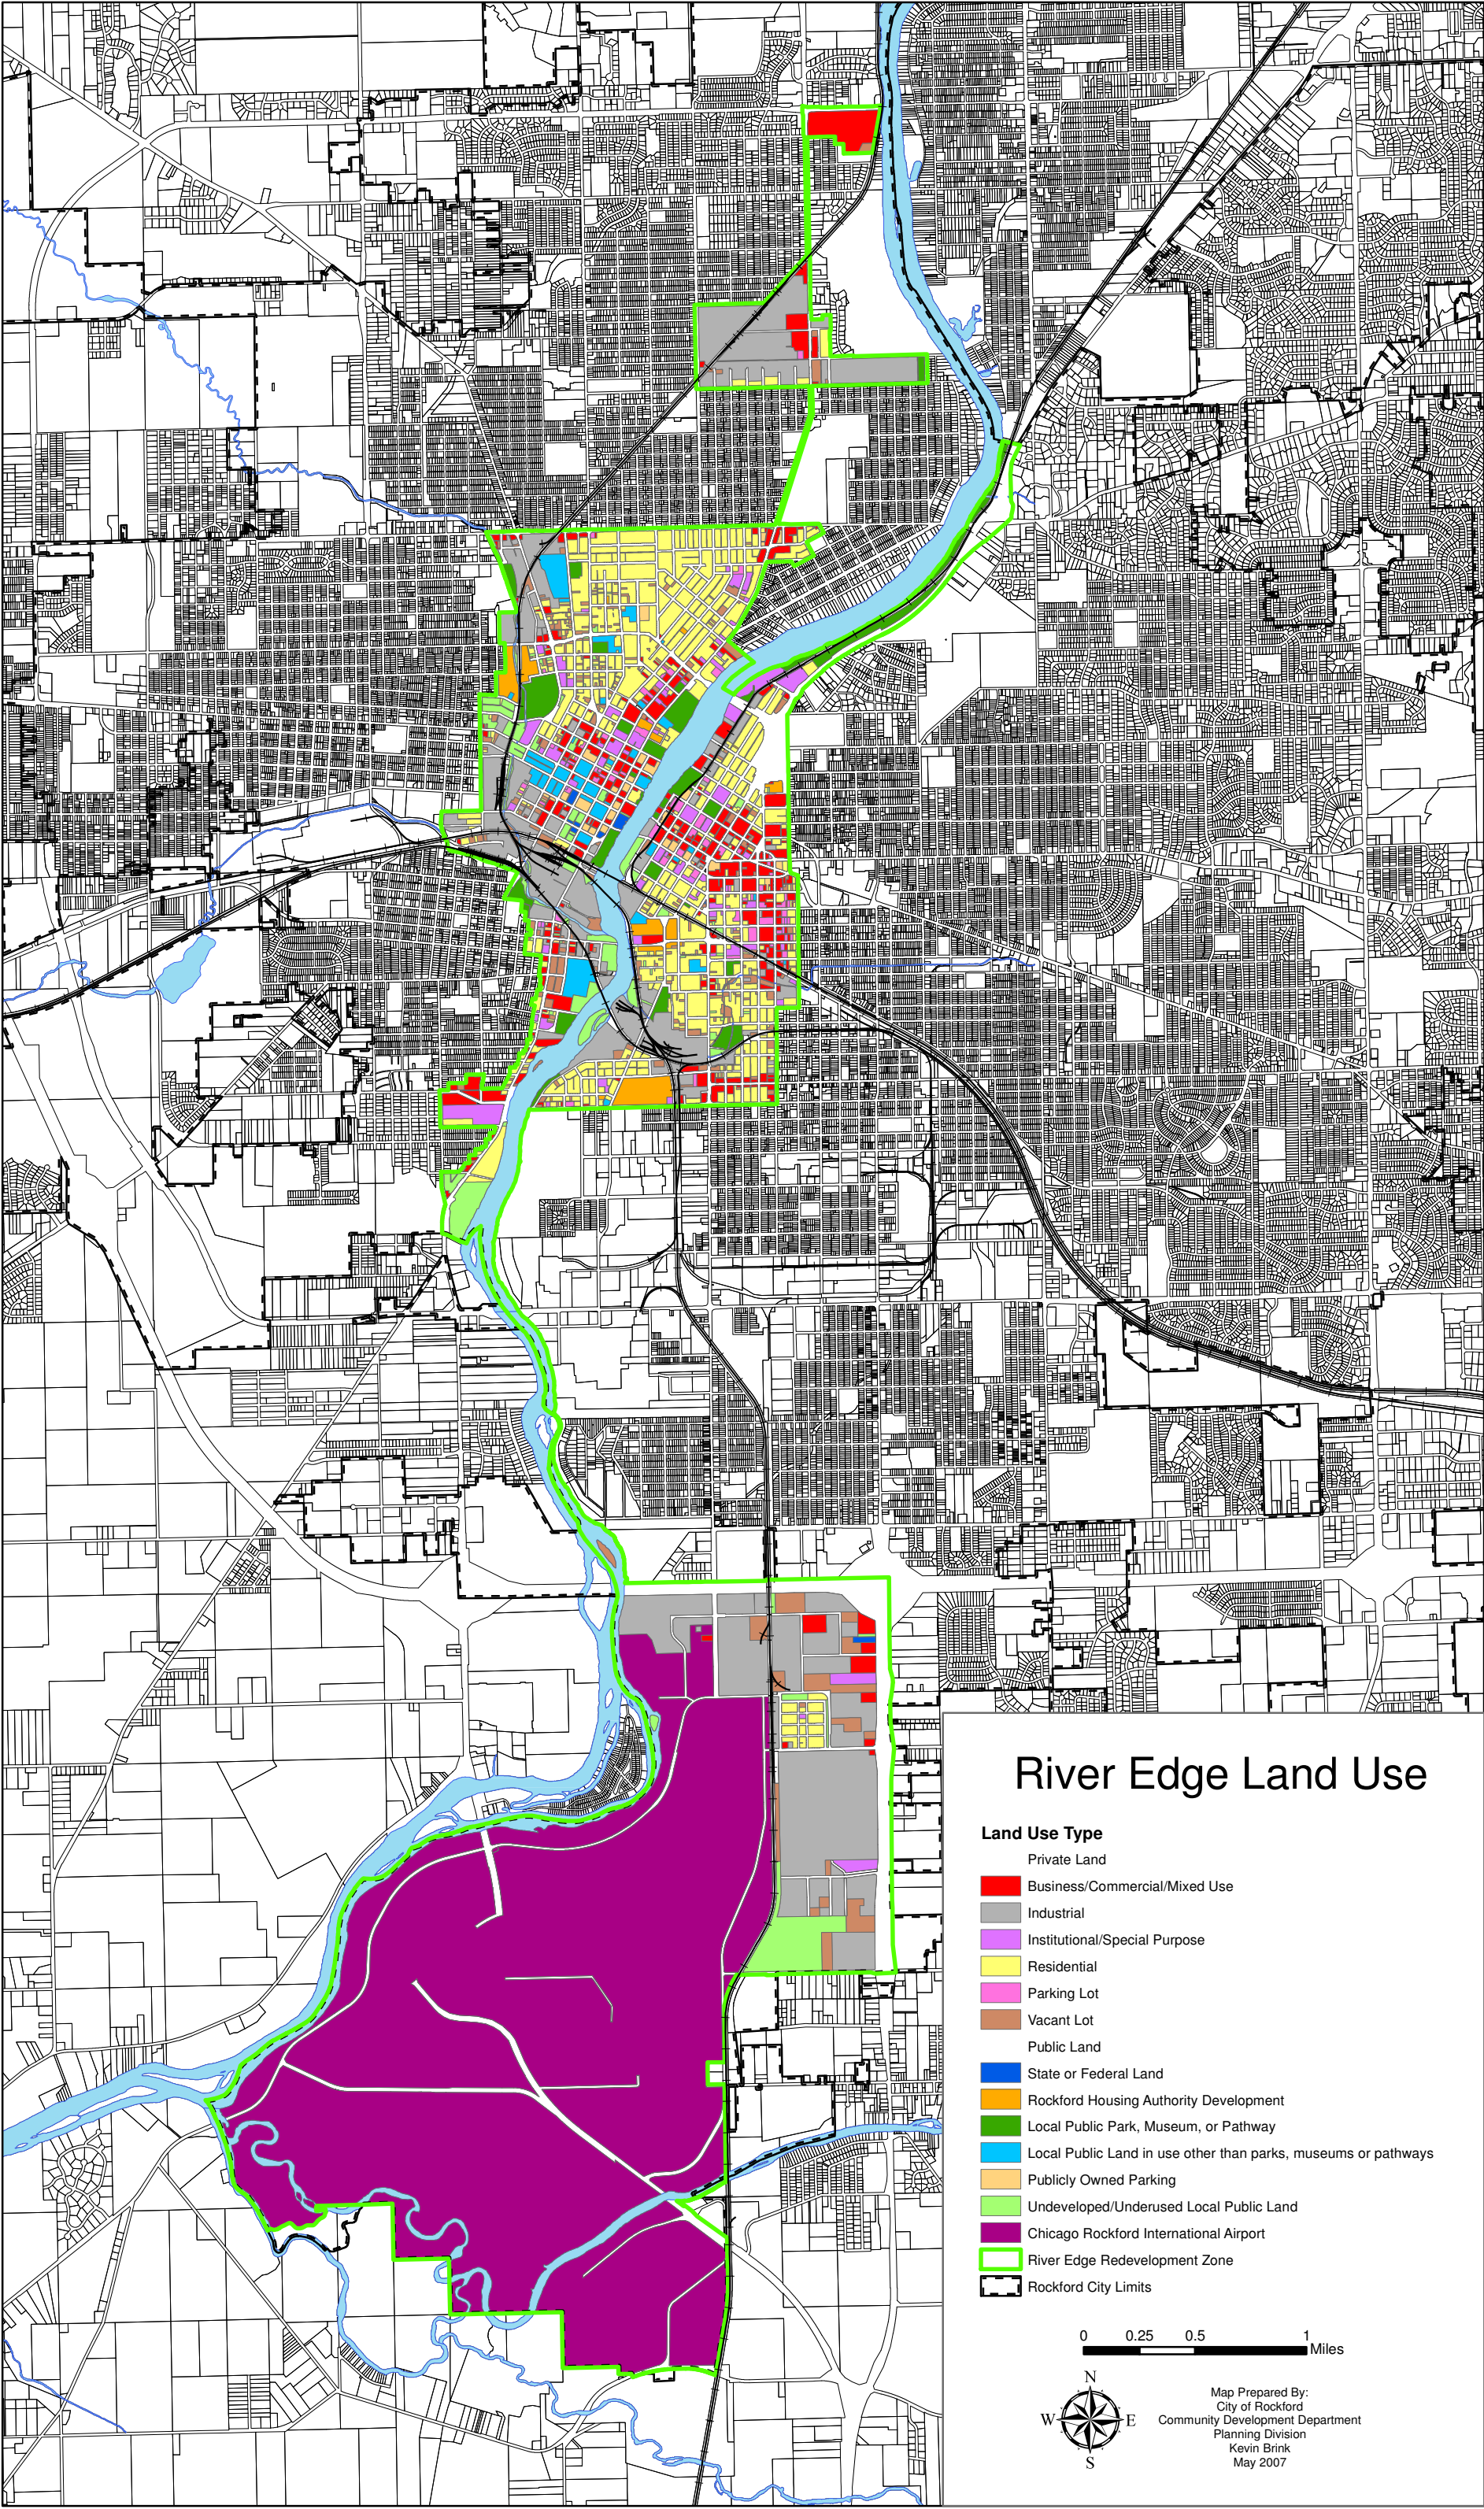 River Edge Land Use
Land Use Type
Private Land
Business/Commercial/Mixed Use
Industrial
Institutional/Special Purpose
Residential
Parking Lot
Vacant Lot
Public Land
State or Federal Land
Rockford Housing Authority Development
Local Public Park, Museum, or Pathway
Local Public Land in use other than parks, museums or pathways
Publicly Owned Parking
Undeveloped/Underused Local Public Land
Chicago Rockford International Airport
River Edge Redevelopment Zone
Rockford City Limits
0 0.25 0.5 1
Miles
N
W E
S
Map Prepared By:
City of Rockford
Community Development Department
Planning Division
Kevin Brink
May 2007